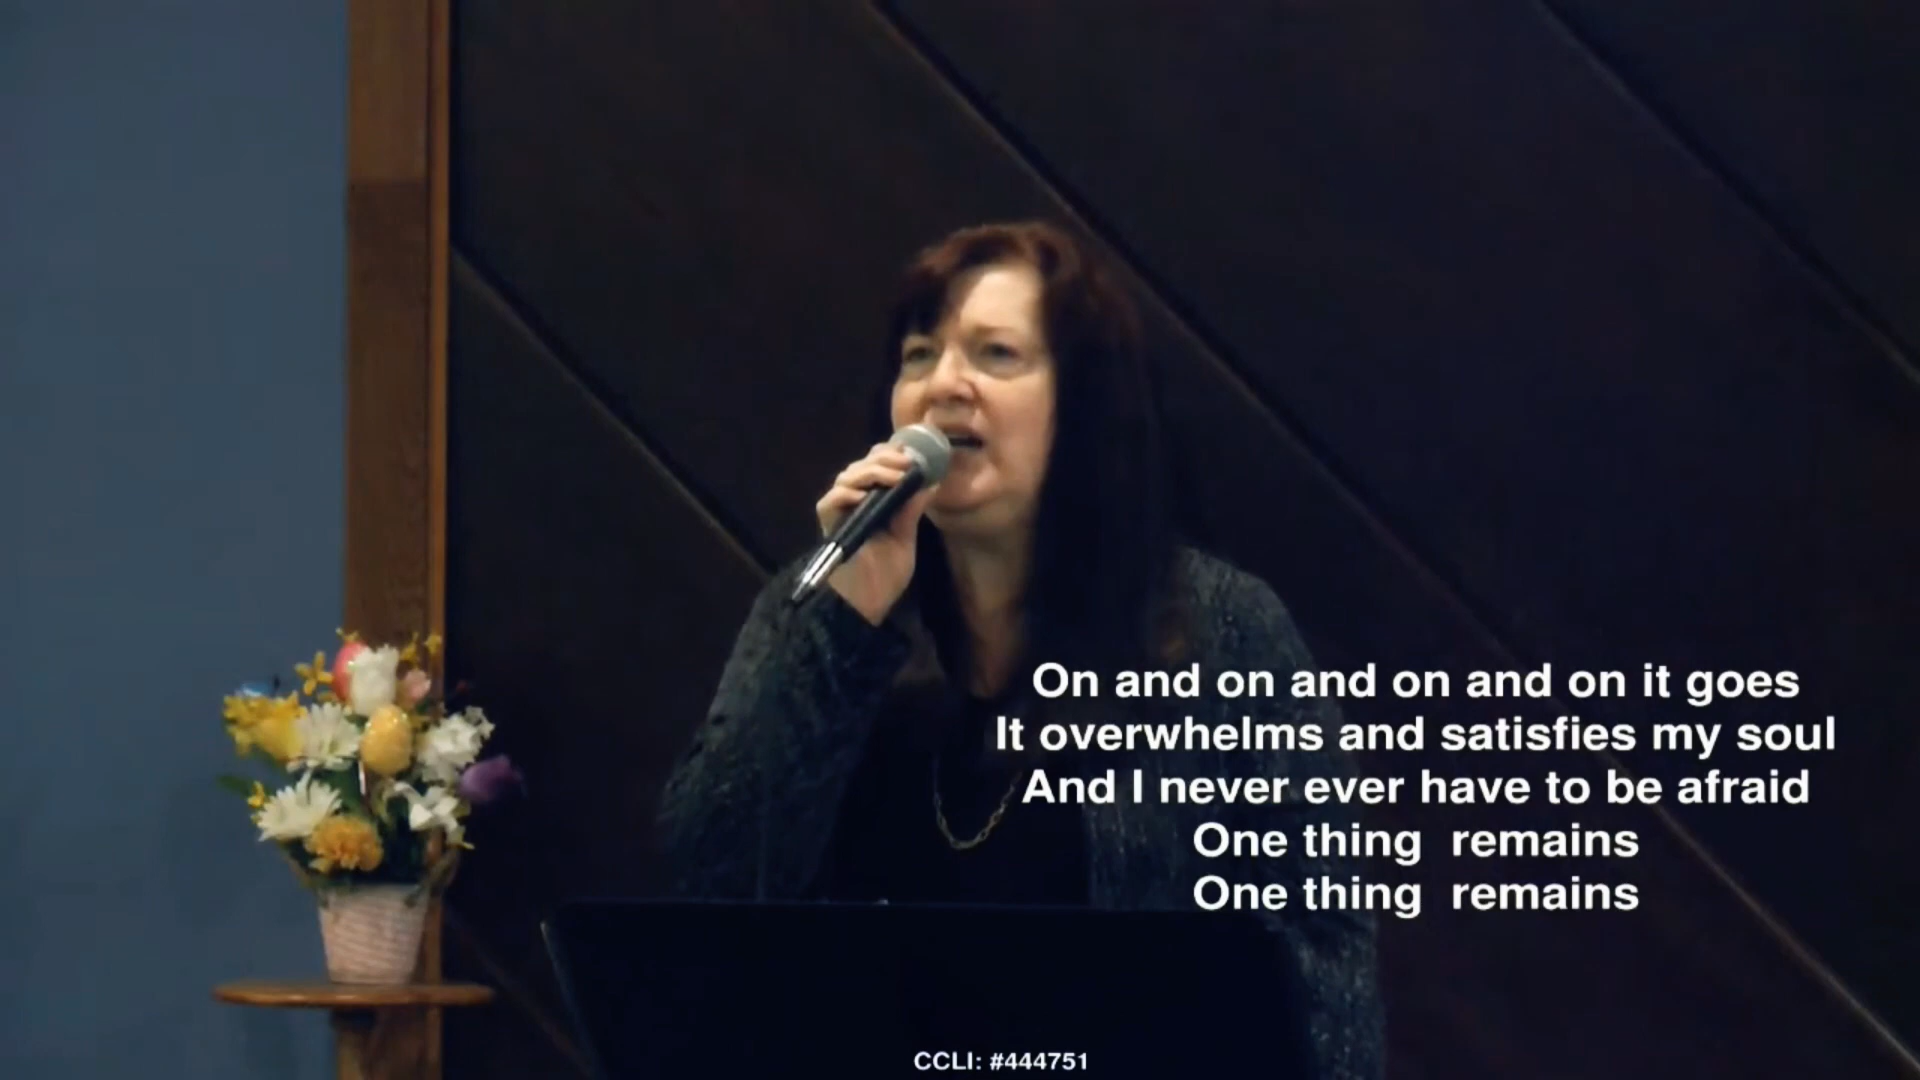 On and on and on and on it goes
It overwhelms and satisfies my soul
And I never ever have to be afraid
One thing  remains
One thing  remains
CCLI: #444751